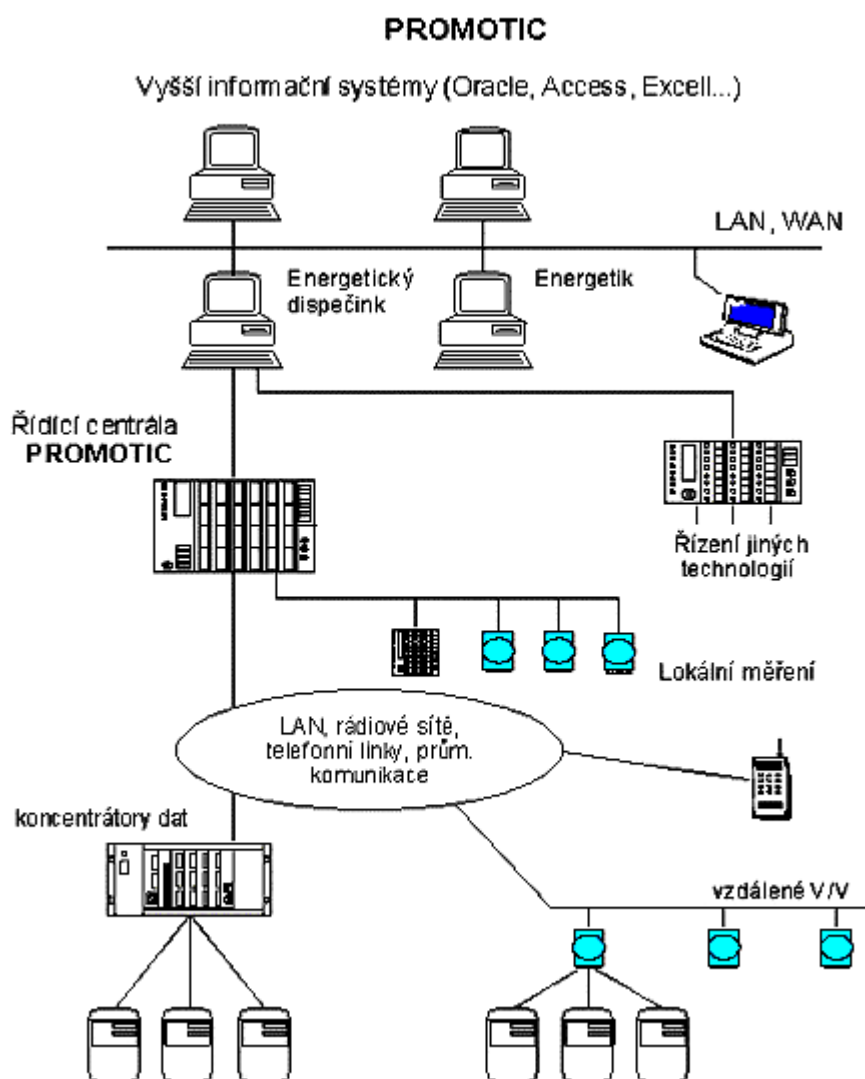 PROMOTIC
Vyšší informační systémy (Oracle, Access, Excell...)
LAN, WAN
Energetický
dispečink
Energetik
Řídící centrála
PROMOTIC
Řízení jiných
technologií
Lokální měření
LAN, rádiové sítě,
telefonní linky, prům.
komunikace
koncentrátory dat
vzdálené V/V